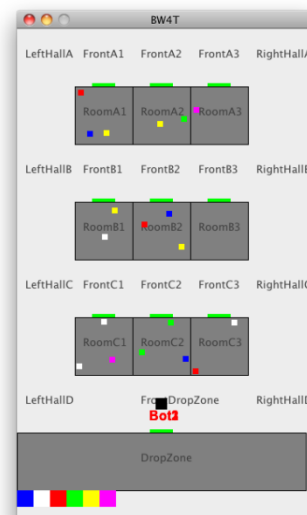 BW4T
LeftHallA FrontA1 FrontA2 FrontA3 RightHallA
RoomA1 RoomA2 RoomA3
LeftHallB FrontB1 FrontB2 FrontB3 RightHallB
RoomB1 RoomB2 RoomB3
LeftHallC FrontC1 FrontC2 FrontC3 RightHallC
RoomC1 RoomC2 RoomC3
LeftHallD FrontDropZone RightHallD
DropZone